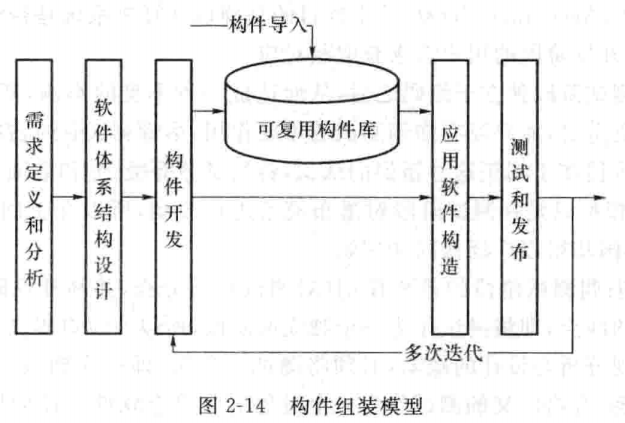 构件导入
可复用构件库
需求定义和分析
软件体系结构设计
构件开发
应用软件构造
测试和发布
多次迭代
图 2-14 构件组装模型